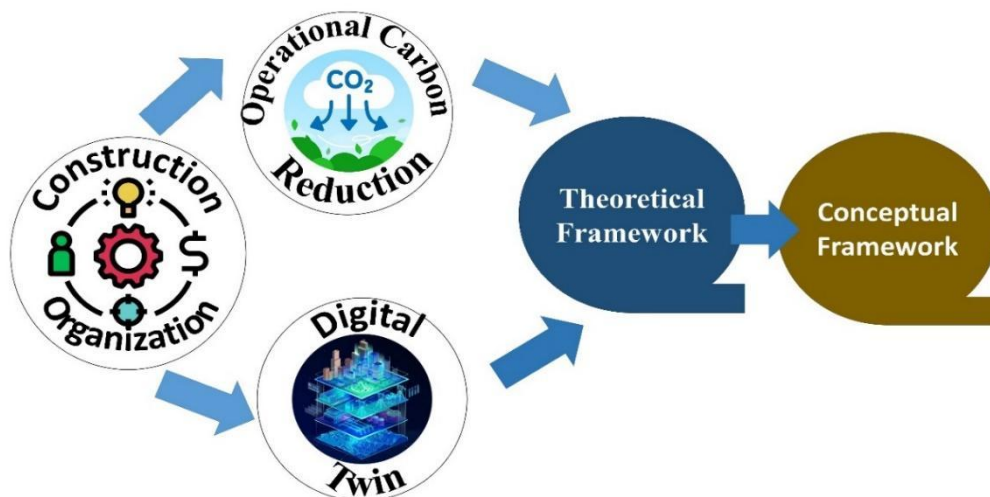 Construction
Organization
Operational Carbon
CO₂
Reduction
Digital
Twin
Theoretical
Framework
Conceptual
Framework